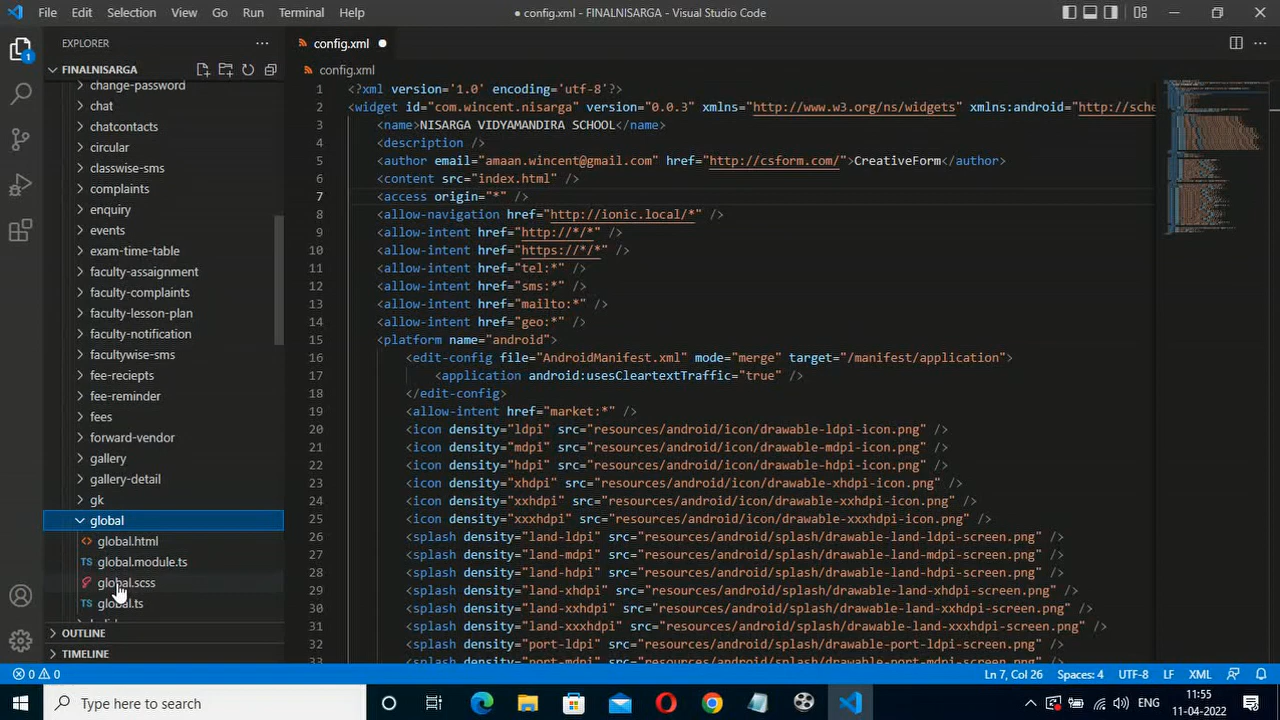 File Edit Selection View Go Run Terminal Help
● config.xml - FINALNISARGA - Visual Studio Code
EXPLORER
config.xml
FINALNISARGA
config.xml
change-password
chat
chatcontacts
circular
classwise-sms
complaints
enquiry
events
exam-time-table
faculty-assaignment
faculty-complaints
faculty-lesson-plan
faculty-notification
facultywise-sms
fee-reciepts
fee-reminder
fees
forward-vendor
gallery
gallery-detail
gk
global
global.html
global.module.ts
global.scss
global.ts
OUTLINE
TIMELINE
1 <?xml version='1.0' encoding='utf-8'?>
2 <widget id="com.wincert.nisarga" version="0.0.3" xmlns="http://www.w3.org/ns/widgets" xmlns:android="http://sche
3 <name>NISARGA VIDYAMANDIRA SCHOOL</name>
4 <description />
5 <author email="amaan.wincent@gmail.com" href="http://csform.com/">CreativeForm</author>
6 <content src="index.html" />
7 <access origin="*" />
8 <allow-navigation href="http://ionic.local/*" />
9 <allow-intent href="http://*/*" />
10 <allow-intent href="https://*/*" />
11 <allow-intent href="tel:*" />
12 <allow-intent href="sms:*" />
13 <allow-intent href="mailto:*" />
14 <allow-intent href="geo:*" />
15 <platform name="android">
16 <edit-config file="AndroidManifest.xml" mode="merge" target="/manifest/application">
17 <application android:usesCleartextTraffic="true" />
18 </edit-config>
19 <allow-intent href="market:*" />
20 <icon density="ldpi" src="resources/android/icon/drawable-ldpi-icon.png" />
21 <icon density="mdpi" src="resources/android/icon/drawable-mdpi-icon.png" />
22 <icon density="hdpi" src="resources/android/icon/drawable-hdpi-icon.png" />
23 <icon density="xhdpi" src="resources/android/icon/drawable-xhdpi-icon.png" />
24 <icon density="xxhdpi" src="resources/android/icon/drawable-xxhdpi-icon.png" />
25 <icon density="xxxhdpi" src="resources/android/icon/drawable-xxxhdpi-icon.png" />
26 <splash density="land-ldpi" src="resources/android/splash/drawable-land-ldpi-screen.png" />
27 <splash density="land-mdpi" src="resources/android/splash/drawable-land-mdpi-screen.png" />
28 <splash density="land-hdpi" src="resources/android/splash/drawable-land-hdpi-screen.png" />
29 <splash density="land-xhdpi" src="resources/android/splash/drawable-land-xhdpi-screen.png" />
30 <splash density="land-xxhdpi" src="resources/android/splash/drawable-land-xxhdpi-screen.png" />
31 <splash density="land-xxxhdpi" src="resources/android/splash/drawable-land-xxxhdpi-screen.png" />
32 <splash density="port-ldpi" src="resources/android/splash/drawable-port-ldpi-screen.png" />
33 <splash density="port-mdpi" src="resources/android/splash/drawable-port-mdpi-screen.png" />
0 0 Ln 7, Col 26 Spaces: 4 UTF-8 LF XML
Type here to search
ENG
11:55
11-04-2022